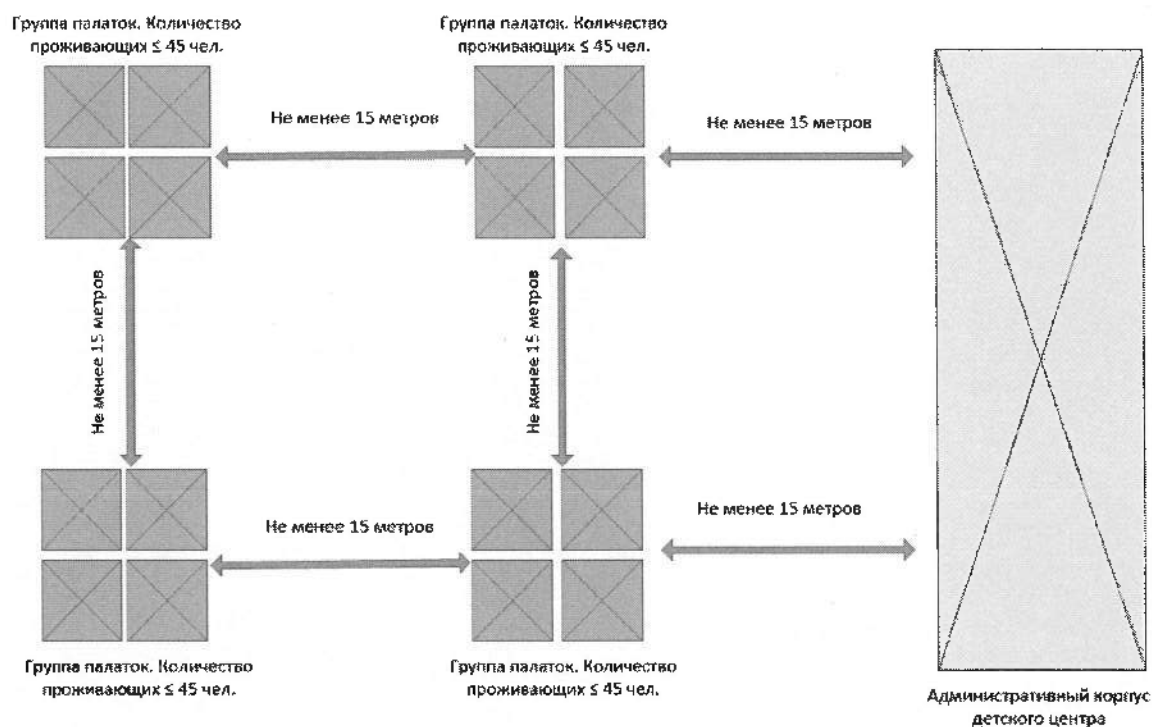 Группа палаток. Количество
проживающих ≤ 45 чел.
Группа палаток. Количество
проживающих ≤ 45 чел.
Не менее 15 метров
Не менее 15 метров
Не менее 15 метров
Не менее 15 метров
Не менее 15 метров
Не менее 15 метров
Группа палаток. Количество
проживающих ≤ 45 чел.
Группа палаток. Количество
проживающих ≤ 45 чел.
Административный корпус
детского центра